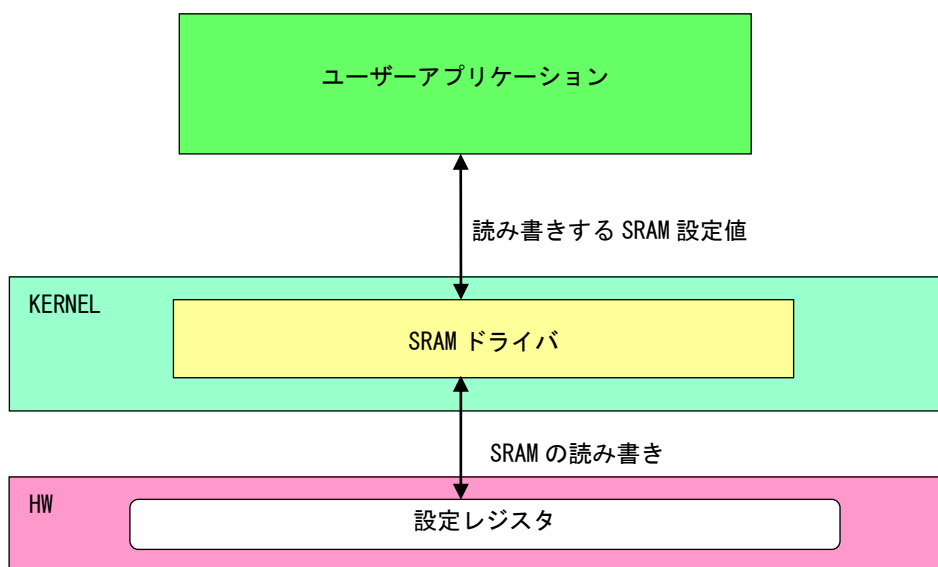 ユーザーアプリケーション
読み書きする SRAM 設定値
KERNEL
SRAM ドライバ
SRAM の読み書き
HW
設定レジスタ